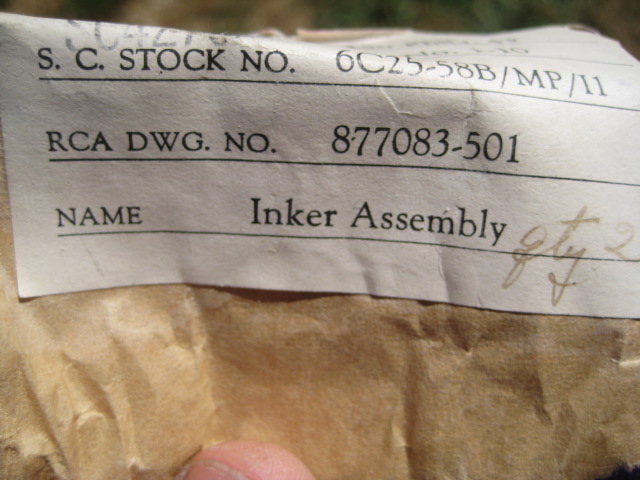 S. C. STOCK NO. 6C25-58B/MP/11
RCA DWG. NO. 877083-501
NAME Inker Assembly
qty 2